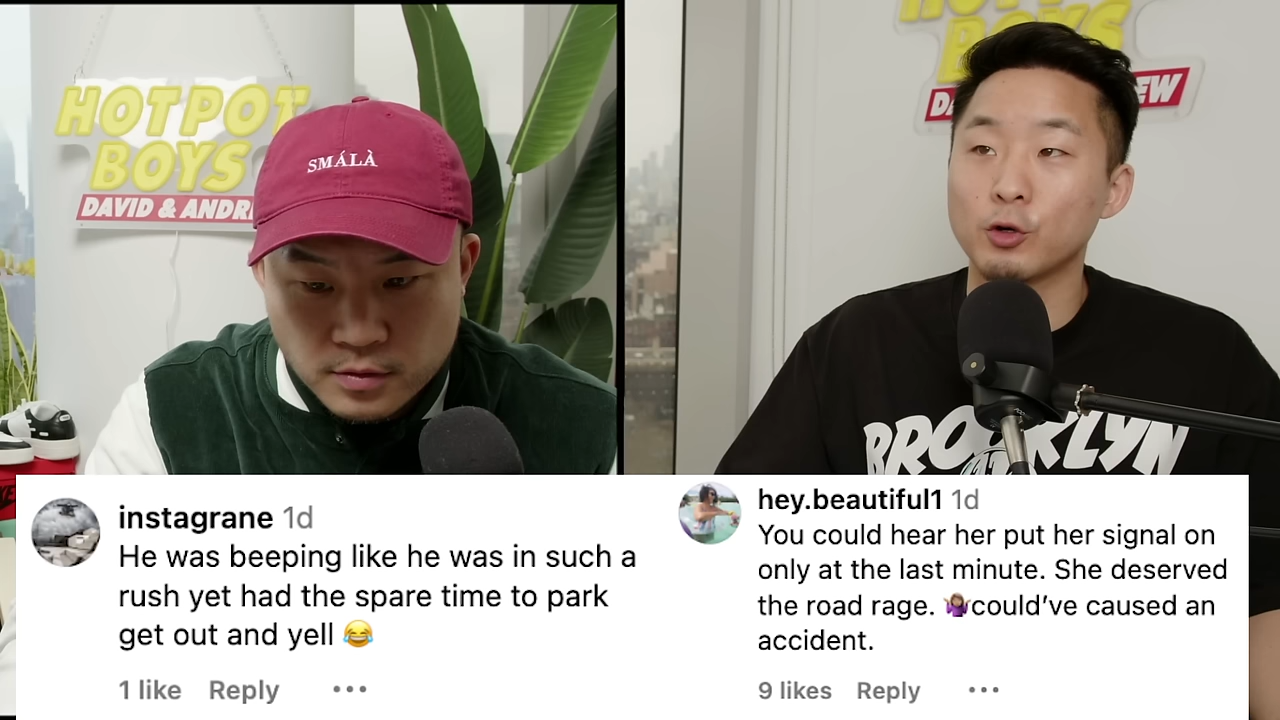 HOTPOT
BOYS
DAVID & ANDR
SMÁLÀ
HOTPOT
BOYS
DA
EW
BROOKLYN
instagrane 1d
He was beeping like he was in such a
rush yet had the spare time to park
get out and yell 😂
1 like Reply •••
hey.beautiful1 1d
You could hear her put her signal on
only at the last minute. She deserved
the road rage. 🤷🏽‍♀️could’ve caused an
accident.
9 likes Reply •••